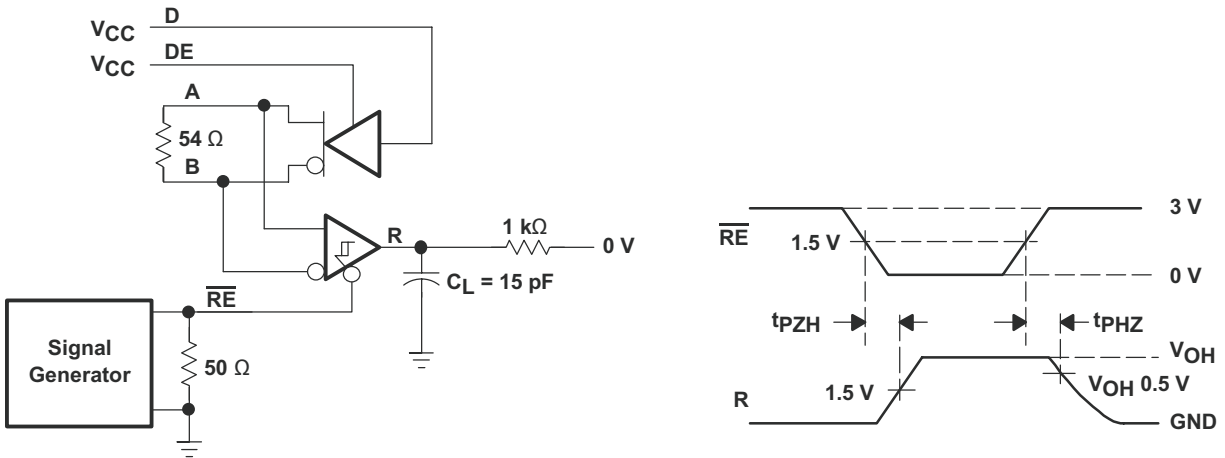 VCC D
VCC DE
A
54 Ω
B
R
1 kΩ
0 V
CL = 15 pF
RE
Signal
Generator
50 Ω
3 V
RE
1.5 V
0 V
tPZH
tPHZ
VOH
1.5 V
VOH 0.5 V
R
GND